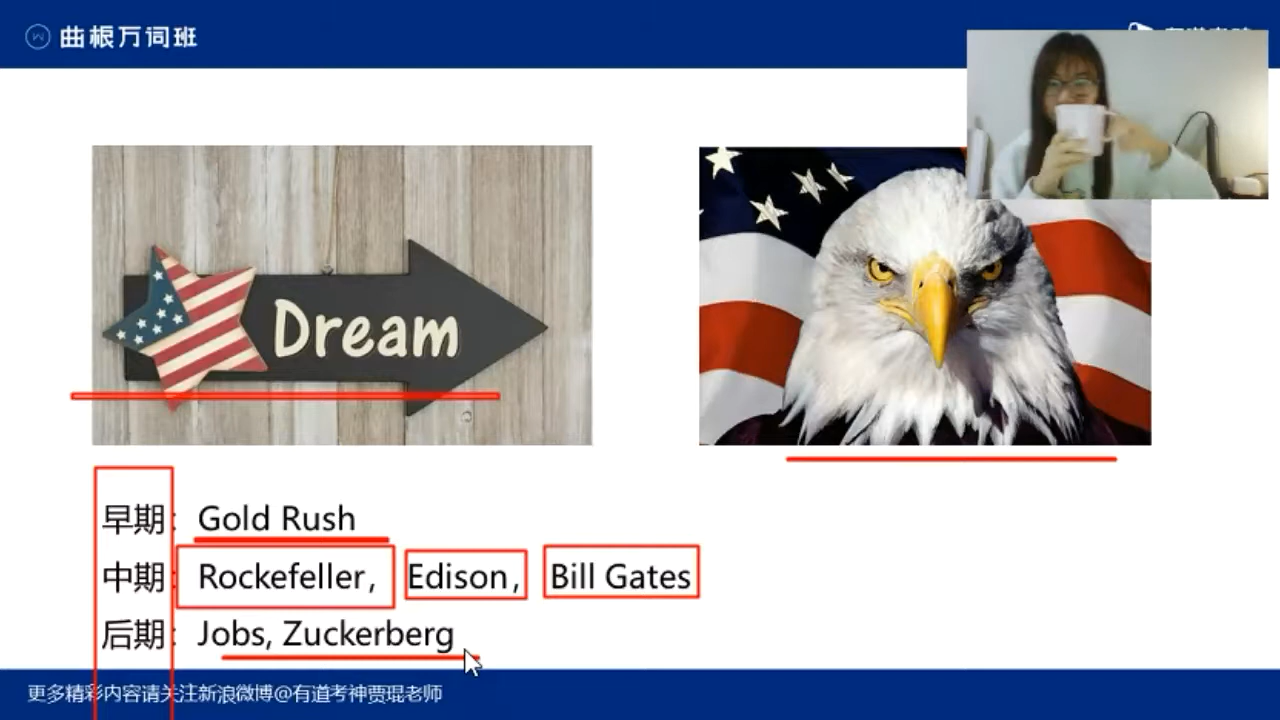 曲根万词班
Dream
早期：Gold Rush
中期：Rockefeller, Edison, Bill Gates
后期：Jobs, Zuckerberg
更多精彩内容请关注新浪微博@有道考神贾琨老师